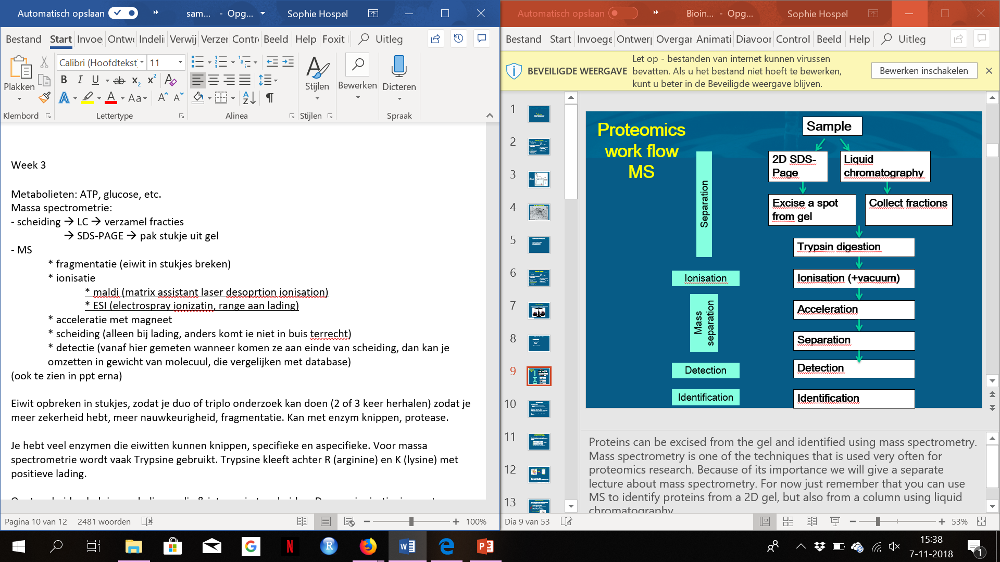 Automatisch opslaan
sam... - Opg...
Sophie Hospel
Bestand Start Invoe Ontwe Indeli Verwij Verzer Contr Beeld Help Foxit Uitleg
Plakken
Klembord
Calibri (Hoofdtekst 11
B I U ab x₂ x² A
A A Aa A A
Lettertype
Alinea
Stijlen
Stijlen
Bewerken
Dicteren
Spraak
Week 3
Metabolieten: ATP, glucose, etc.
Massa spectrometrie:
- scheiding → LC → verzamel fracties
→ SDS-PAGE → pak stukje uit gel
- MS
* fragmentatie (eiwit in stukjes breken)
* ionisatie
* maldi (matrix assistant laser desoprtion ionisation)
* ESI (electrospray ionizatin, range aan lading)
* acceleratie met magneet
* scheiding (alleen bij lading, anders komt ie niet in buis terrecht)
* detectie (vanaf hier gemeten wanneer komen ze aan einde van scheiding, dan kan je
omzetten in gewicht van molecuul, die vergelijken met database)
(ook te zien in ppt erna)
Eiwit opbreken in stukjes, zodat je duo of triplo onderzoek kan doen (2 of 3 keer herhalen) zodat je
meer zekerheid hebt, meer nauwkeurigheid, fragmentatie. Kan met enzym knippen, protease.
Je hebt veel enzymen die eiwitten kunnen knippen, specifieke en aspecifieke. Voor massa
spectrometrie wordt vaak Trypsine gebruikt. Trypsine kleeft achter R (arginine) en K (lysine) met
positieve lading.
Pagina 10 van 12 2481 woorden 100%
Automatisch opslaan
Bioin... - Opg...
Sophie Hospel
Bestand Start Invoege Ontwerp Overgar Animati Diavoor Control Beeld Help Uitleg
BEVEILIGDE WEERGAVE
Let op - bestanden van internet kunnen virussen
bevatten. Als u het bestand niet hoeft te bewerken,
kunt u beter in de Beveiligde weergave blijven.
Bewerken inschakelen
1
2
3
4
5
6
7
8
9
10
11
12
13
Proteomics
work flow
MS
Sample
2D SDS-
Page
Liquid
chromatography
Excise a spot
from gel
Collect fractions
Trypsin digestion
Ionisation (+vacuum)
Acceleration
Separation
Detection
Identification
Separation
Ionisation
Mass
separation
Detection
Identification
Proteins can be excised from the gel and identified using mass spectrometry.
Mass spectrometry is one of the techniques that is used very often for
proteomics research. Because of its importance we will give a separate
lecture about mass spectrometry. For now just remember that you can use
MS to identify proteins from a 2D gel, but also from a column using liquid
chromatography
Dia 9 van 53 53%
15:38
7-11-2018
1